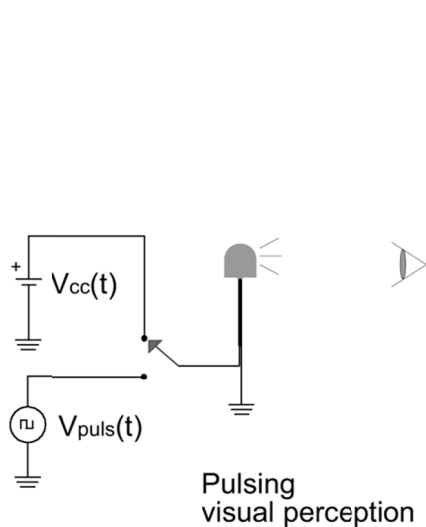 +
Vcc(t)
Vpuls(t)
Pulsing
visual perception